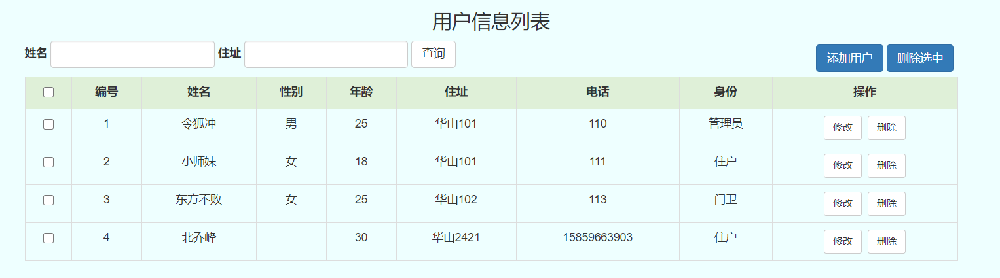 用户信息列表
姓名 住址 查询 添加用户 删除选中
编号 姓名 性别 年龄 住址 电话 身份 操作
1 令狐冲 男 25 华山101 110 管理员 修改 删除
2 小师妹 女 18 华山101 111 住户 修改 删除
3 东方不败 女 25 华山102 113 门卫 修改 删除
4 北乔峰 30 华山2421 15859663903 住户 修改 删除